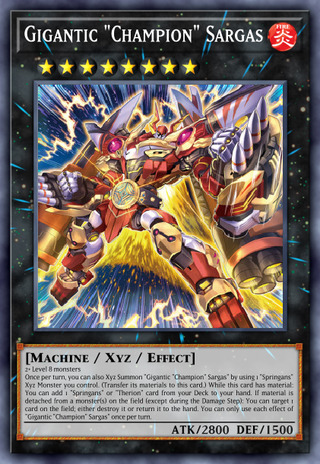 Gigantic "Champion" Sargas
FIRE
炎
[Machine / Xyz / Effect]
2+ Level 8 monsters
Once per turn, you can also Xyz Summon "Gigantic "Champion" Sargas" by using 1 "Springans"
Xyz Monster you control. (Transfer its materials to this card.) While this card has material:
You can add 1 "Springans" or "Therion" card from your Deck to your hand. If material is
detached from a monster(s) on the field (except during the Damage Step): You can target 1
card on the field; either destroy it or return it to the hand. You can only use each effect of
"Gigantic "Champion" Sargas" once per turn.
ATK/2800 DEF/1500